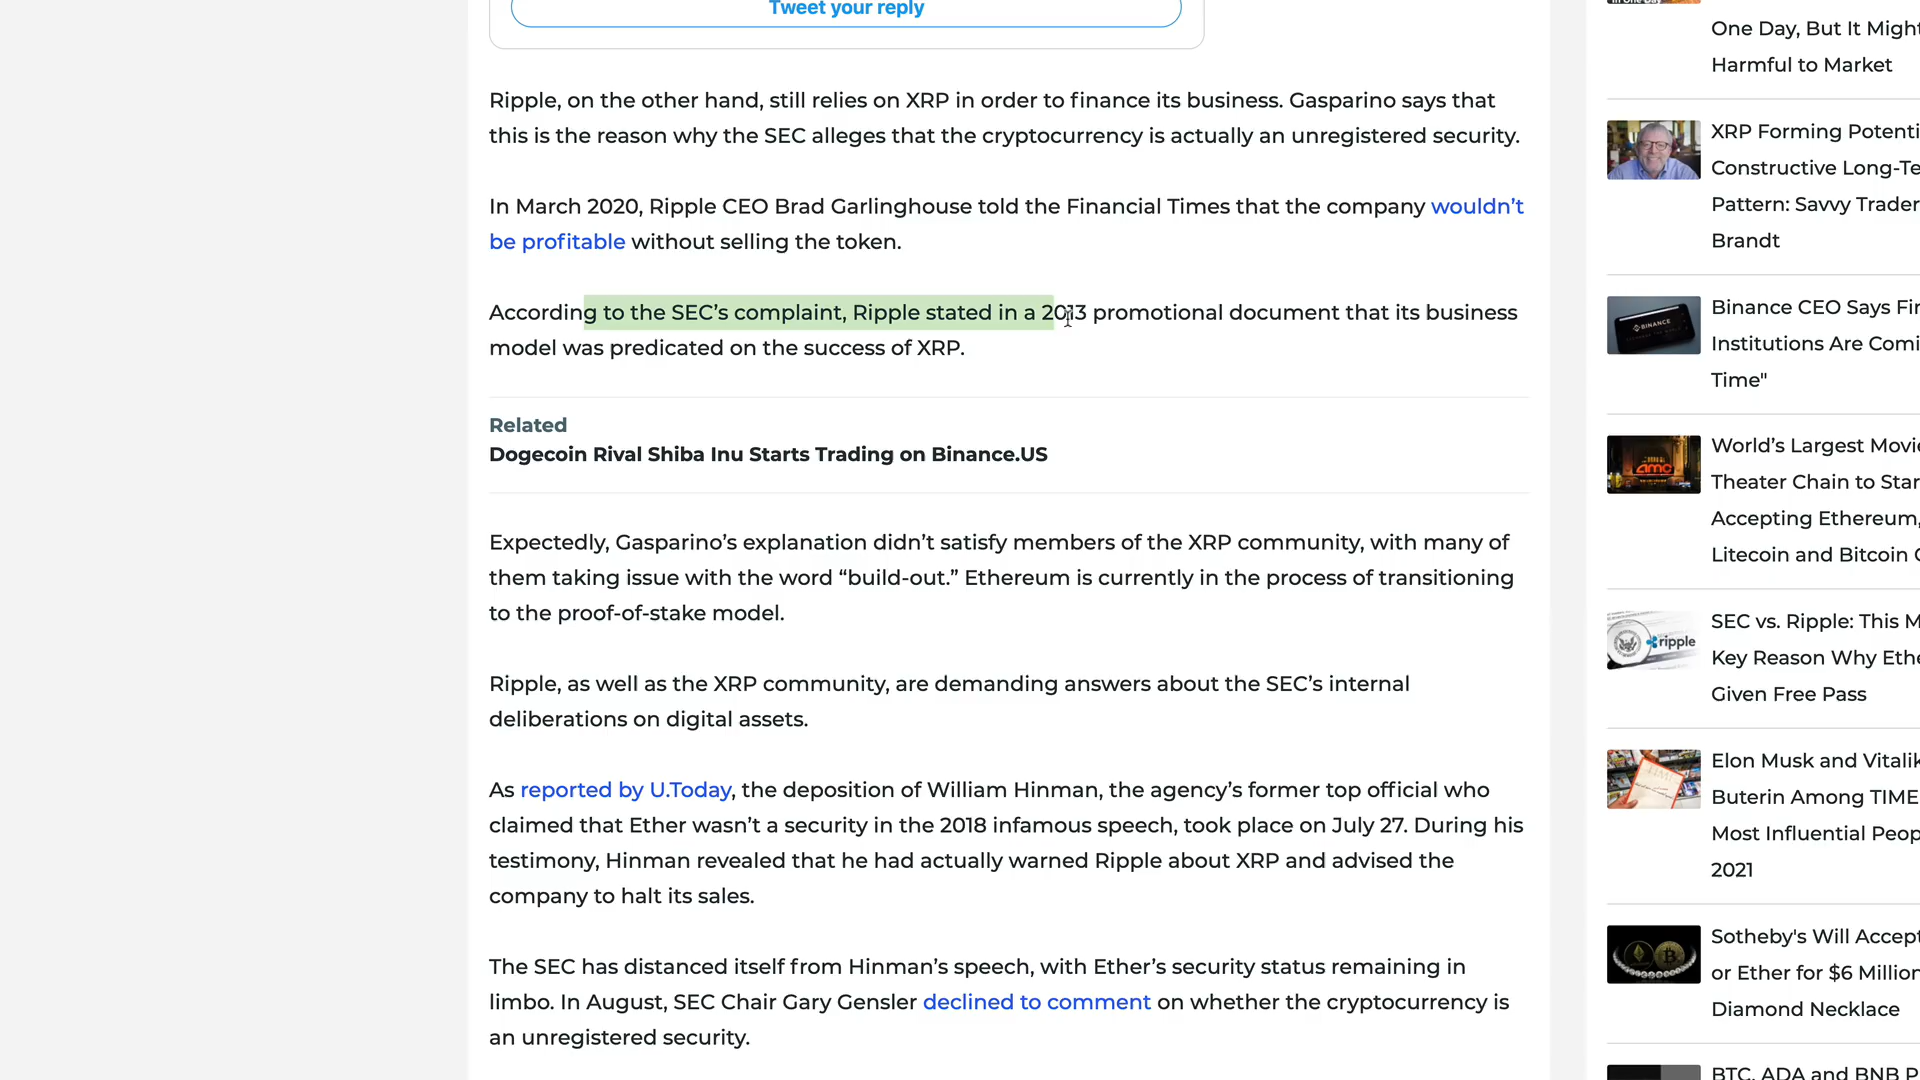 Tweet your reply
Ripple, on the other hand, still relies on XRP in order to finance its business. Gasparino says that
this is the reason why the SEC alleges that the cryptocurrency is actually an unregistered security.
In March 2020, Ripple CEO Brad Garlinghouse told the Financial Times that the company wouldn’t
be profitable without selling the token.
According to the SEC’s complaint, Ripple stated in a 2013 promotional document that its business
model was predicated on the success of XRP.
Related
Dogecoin Rival Shiba Inu Starts Trading on Binance.US
Expectedly, Gasparino’s explanation didn’t satisfy members of the XRP community, with many of
them taking issue with the word “build-out.” Ethereum is currently in the process of transitioning
to the proof-of-stake model.
Ripple, as well as the XRP community, are demanding answers about the SEC’s internal
deliberations on digital assets.
As reported by U.Today, the deposition of William Hinman, the agency’s former top official who
claimed that Ether wasn’t a security in the 2018 infamous speech, took place on July 27. During his
testimony, Hinman revealed that he had actually warned Ripple about XRP and advised the
company to halt its sales.
The SEC has distanced itself from Hinman’s speech, with Ether’s security status remaining in
limbo. In August, SEC Chair Gary Gensler declined to comment on whether the cryptocurrency is
an unregistered security.
One Day, But It Might
Harmful to Market
XRP Forming Potenti
Constructive Long-Te
Pattern: Savvy Trader
Brandt
BINANCE
Binance CEO Says Fir
Institutions Are Comi
Time"
amc
World’s Largest Movie
Theater Chain to Star
Accepting Ethereum,
Litecoin and Bitcoin C
ripple
SEC vs. Ripple: This M
Key Reason Why Ethe
Given Free Pass
Elon Musk and Vitalik
Buterin Among TIME
Most Influential Peop
2021
Sotheby's Will Accept
or Ether for $6 Million
Diamond Necklace
BTC, ADA and BNB P